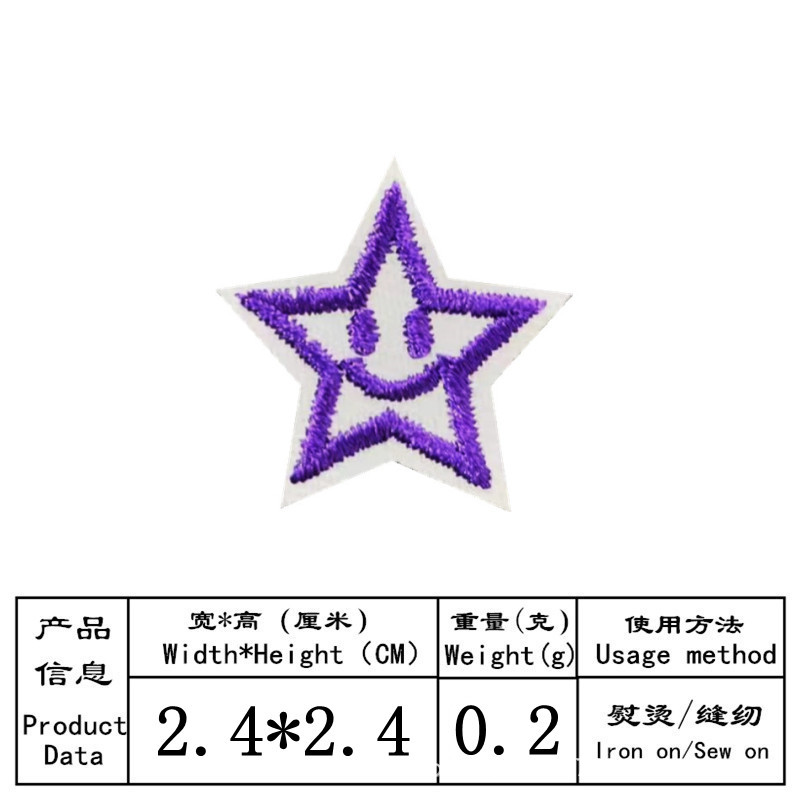 产品
信息
Product
Data
宽*高 (厘米)
Width*Height (CM)
重量(克)
Weight(g)
使用方法
Usage method
2.4*2.4
0.2
熨烫/缝纫
Iron on/Sew on